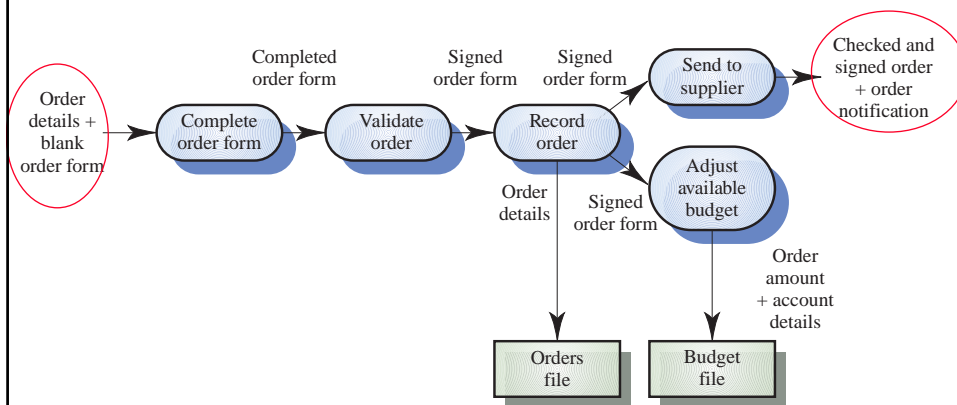 Order
details +
blank
order form
Complete
order form
Completed
order form
Validate
order
Signed
order form
Record
order
Signed
order form
Send to
supplier
Checked and
signed order
+ order
notification
Order
details
Signed
order form
Adjust
available
budget
Order
amount
+ account
details
Orders
file
Budget
file